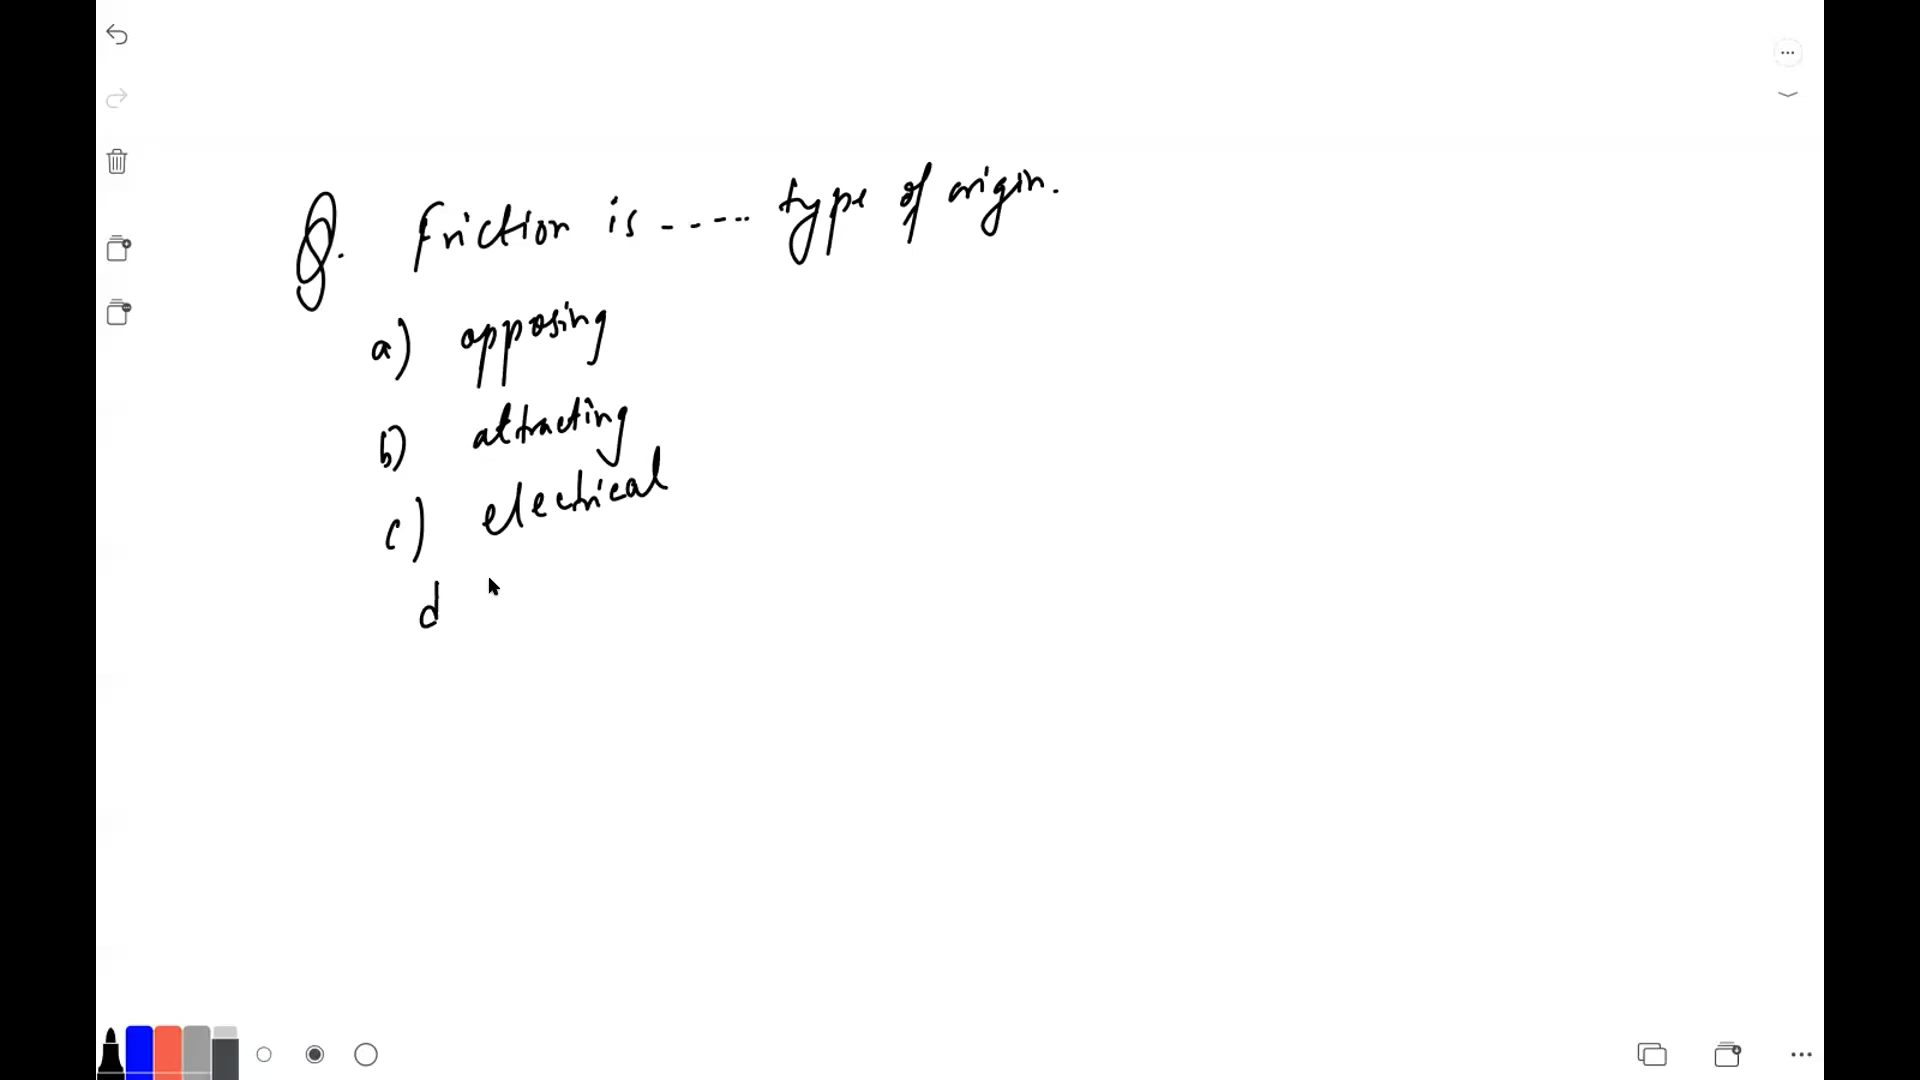 Q. Friction is ----- type of origin.
a) opposing
b) attracting
c) electrical
d